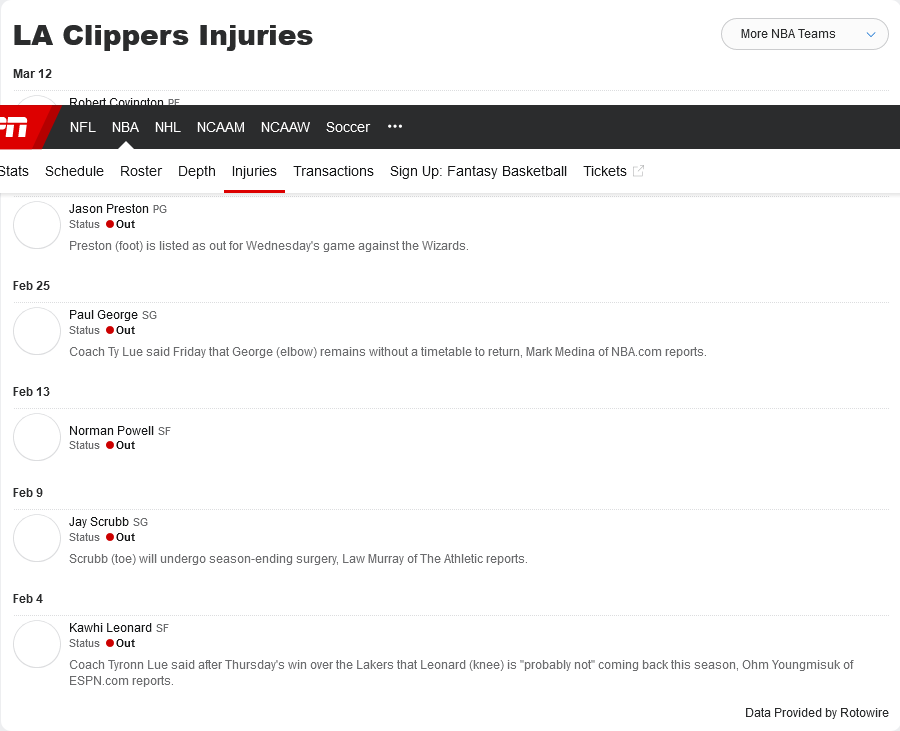 LA Clippers Injuries
More NBA Teams
Mar 12
Robert Covington PF
NFL NBA NHL NCAAM NCAAW Soccer •••
Stats Schedule Roster Depth Injuries Transactions Sign Up: Fantasy Basketball Tickets
Jason Preston PG
Status Out
Preston (foot) is listed as out for Wednesday's game against the Wizards.
Feb 25
Paul George SG
Status Out
Coach Ty Lue said Friday that George (elbow) remains without a timetable to return, Mark Medina of NBA.com reports.
Feb 13
Norman Powell SF
Status Out
Feb 9
Jay Scrubb SG
Status Out
Scrubb (toe) will undergo season-ending surgery, Law Murray of The Athletic reports.
Feb 4
Kawhi Leonard SF
Status Out
Coach Tyronn Lue said after Thursday's win over the Lakers that Leonard (knee) is "probably not" coming back this season, Ohm Youngmisuk of
ESPN.com reports.
Data Provided by Rotowire